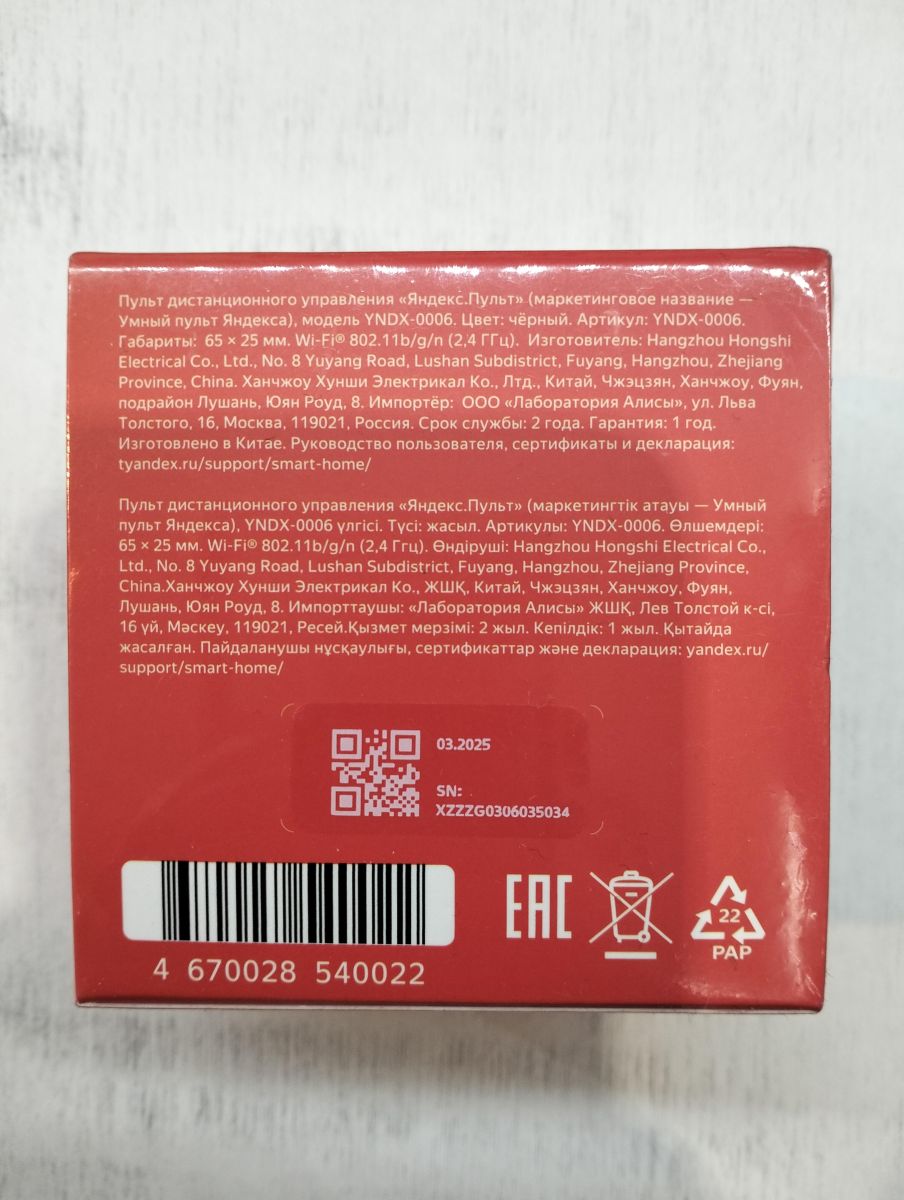 Пульт дистанционного управления «Яндекс.Пульт» (маркетинговое название —
Умный пульт Яндекса), модель YNDX-0006. Цвет: чёрный. Артикул: YNDX-0006.
Габариты: 65 × 25 мм. Wi-Fi® 802.11b/g/n (2,4 ГГц). Изготовитель: Hangzhou Hongshi
Electrical Co., Ltd., No. 8 Yuyang Road, Lushan Subdistrict, Fuyang, Hangzhou, Zhejiang
Province, China. Ханчжоу Хунши Электрикал Ко., Лтд., Китай, Чжэцзян, Ханчжоу, Фуян,
подрайон Лушань, Юян Роуд, 8. Импортёр: ООО «Лаборатория Алисы», ул. Льва
Толстого, 16, Москва, 119021, Россия. Срок службы: 2 года. Гарантия: 1 год.
Изготовлено в Китае. Руководство пользователя, сертификаты и декларация:
tyandex.ru/support/smart-home/
Пульт дистанционного управления «Яндекс.Пульт» (маркетингтік атауы — Умный
пульт Яндекса), YNDX-0006 үлгісі. Түсі: жасыл. Артикулы: YNDX-0006. Өлшемдері:
65 × 25 мм. Wi-Fi® 802.11b/g/n (2,4 Ггц). Өндіруші: Hangzhou Hongshi Electrical Co.,
Ltd., No. 8 Yuyang Road, Lushan Subdistrict, Fuyang, Hangzhou, Zhejiang Province,
China.Ханчжоу Хунши Электрикал Ко., ЖШҚ, Китай, Чжэцзян, Ханчжоу, Фуян,
Лушань, Юян Роуд, 8. Импорттаушы: «Лаборатория Алисы» ЖШҚ, Лев Толстой к-сі,
16 үй, Мәскеу, 119021, Ресей.Қызмет мерзімі: 2 жыл. Кепілдік: 1 жыл. Қытайда
жасалған. Пайдаланушы нұсқаулығы, сертификаттар және декларация: yandex.ru/
support/smart-home/
03.2025
SN:
XZZZG0306035034
4 670028 540022
EAC
22
PAP